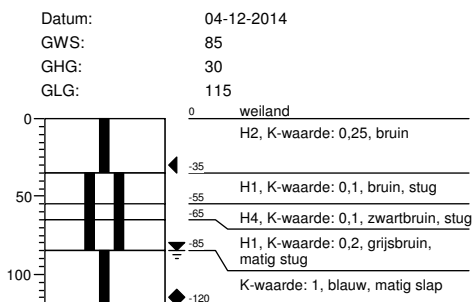 Datum: 04-12-2014
GWS: 85
GHG: 30
GLG: 115
0
0 weiland
H2, K-waarde: 0,25, bruin
-35
H1, K-waarde: 0,1, bruin, stug
50
-55
-65
H4, K-waarde: 0,1, zwartbruin, stug
-85
H1, K-waarde: 0,2, grijsbruin,
matig stug
100
K-waarde: 1, blauw, matig slap
-120